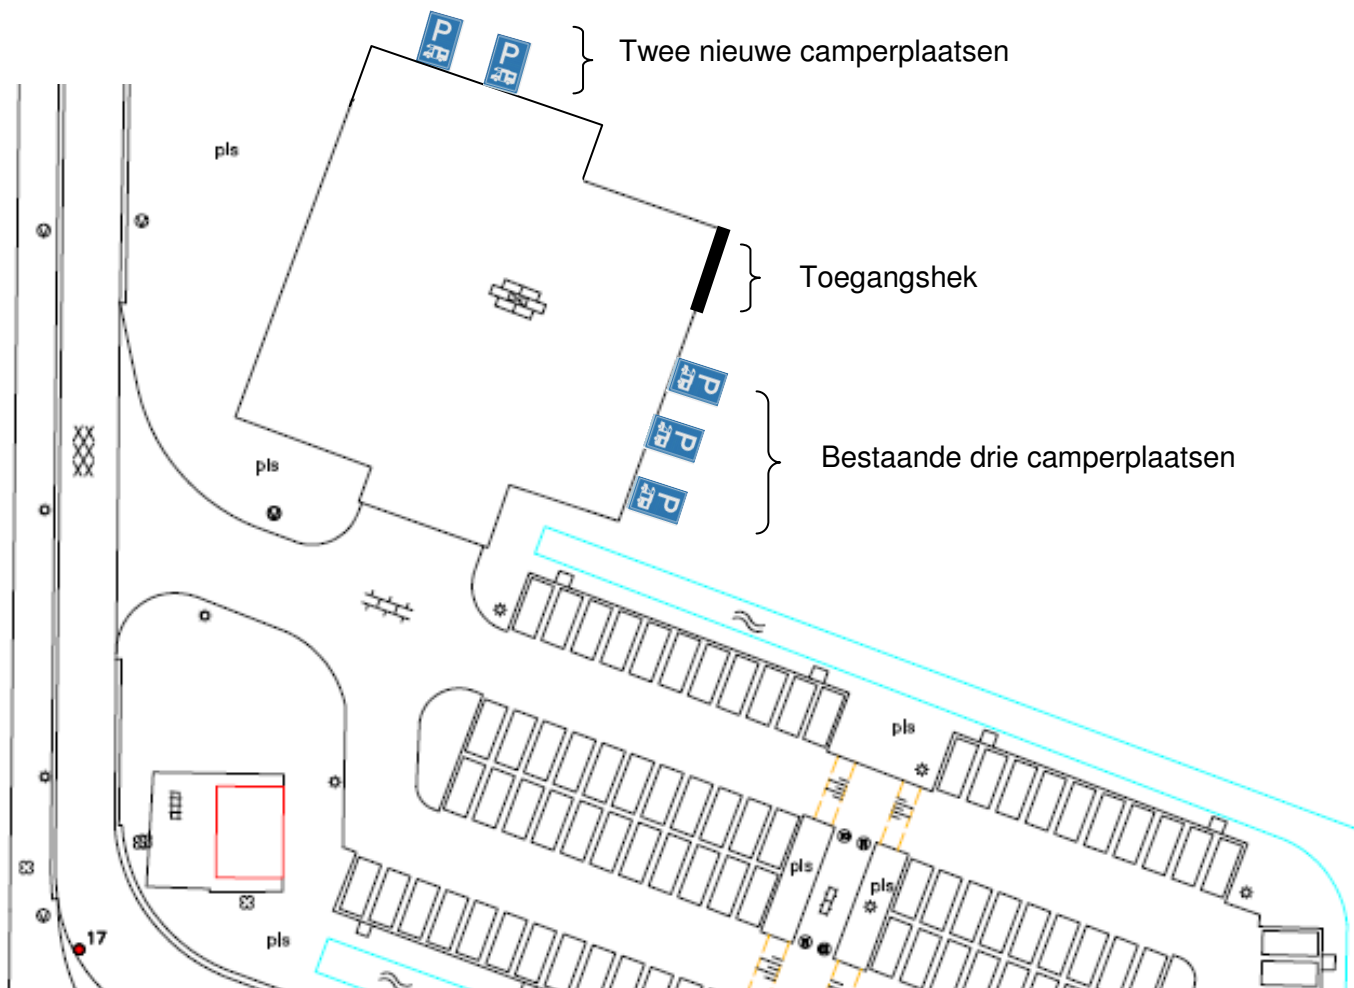 P
P
Twee nieuwe camperplaatsen
pls
Toegangshek
P
P
Bestaande drie camperplaatsen
pls
P
pls
pls
pls
17
pls